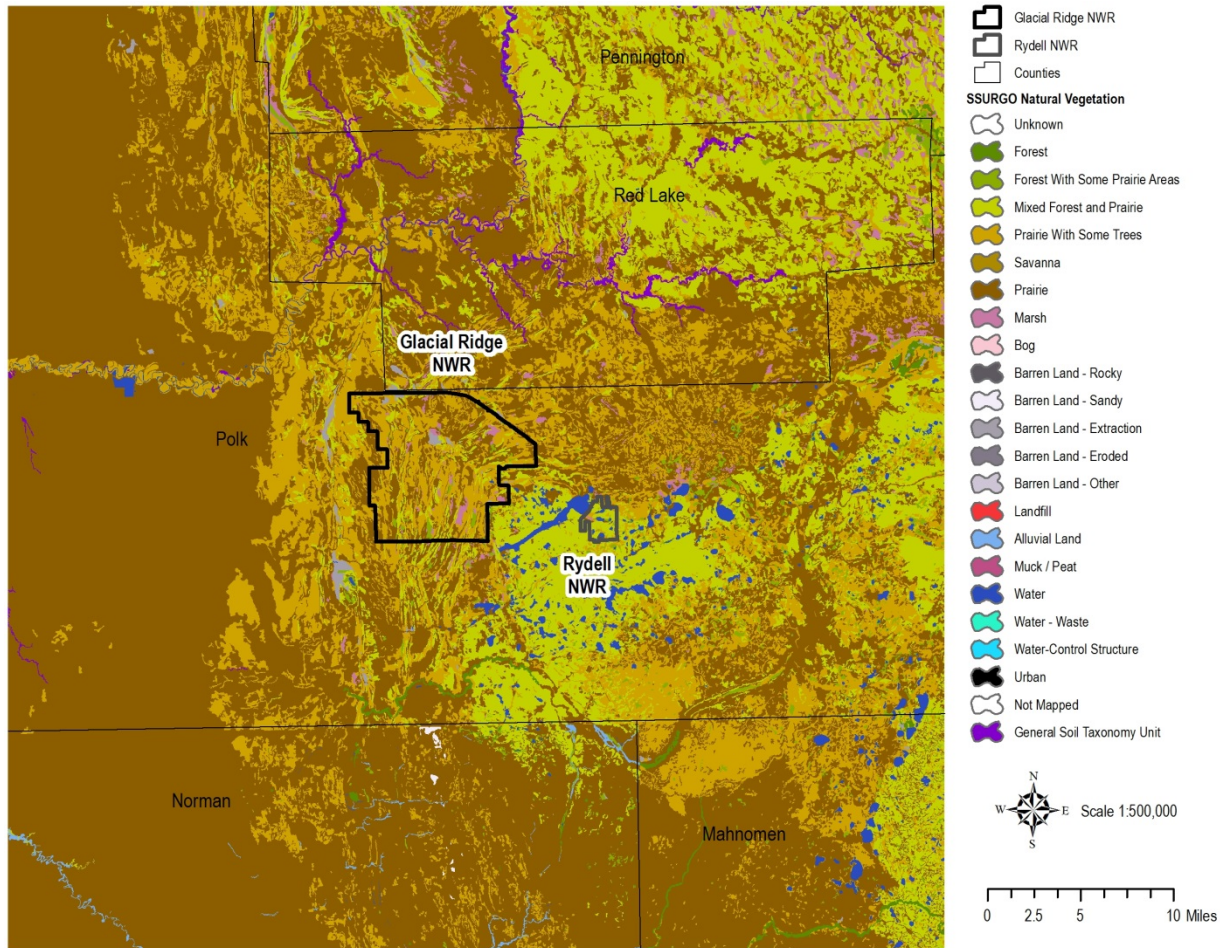 Pennington
Red Lake
Glacial Ridge
NWR
Polk
Rydell
NWR
Norman
Mahnomen
Glacial Ridge NWR
Rydell NWR
Counties
SSURGO Natural Vegetation
Unknown
Forest
Forest With Some Prairie Areas
Mixed Forest and Prairie
Prairie With Some Trees
Savanna
Prairie
Marsh
Bog
Barren Land - Rocky
Barren Land - Sandy
Barren Land - Extraction
Barren Land - Eroded
Barren Land - Other
Landfill
Alluvial Land
Muck / Peat
Water
Water - Waste
Water-Control Structure
Urban
Not Mapped
General Soil Taxonomy Unit
N
W E Scale 1:500,000
S
0 2.5 5 10 Miles